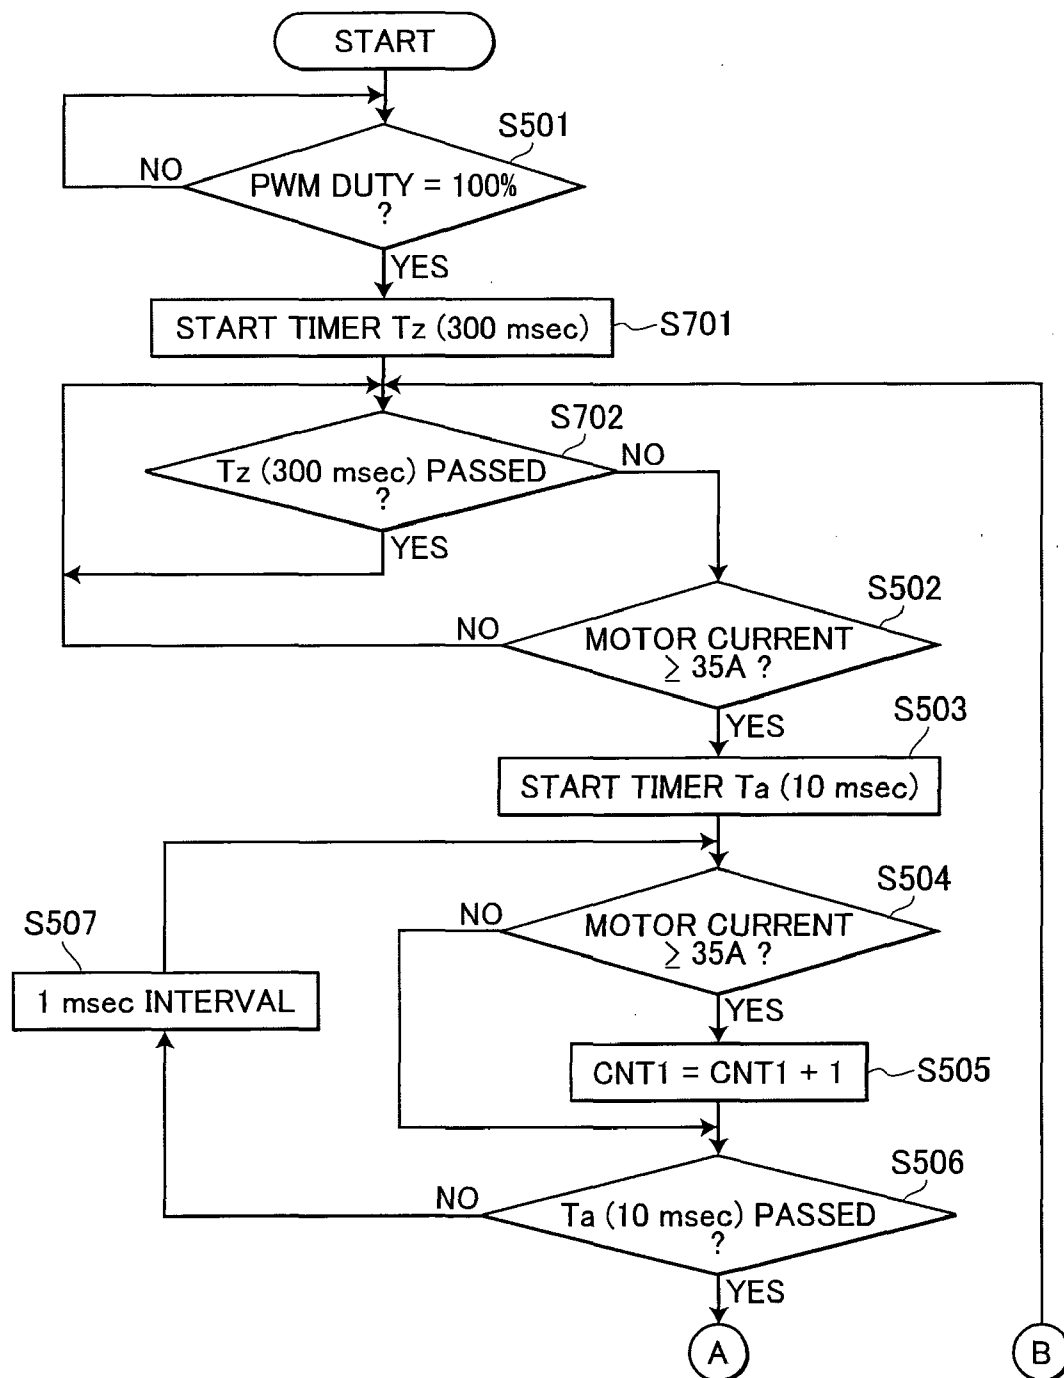 START
S501
NO
PWM DUTY = 100%
?
YES
START TIMER Tz (300 msec)
S701
S702
NO
Tz (300 msec) PASSED
?
YES
S502
NO
MOTOR CURRENT
≥ 35A ?
YES
S503
START TIMER Ta (10 msec)
S504
NO
MOTOR CURRENT
≥ 35A ?
S507
1 msec INTERVAL
YES
CNT1 = CNT1 + 1
S505
S506
NO
Ta (10 msec) PASSED
?
YES
A
B